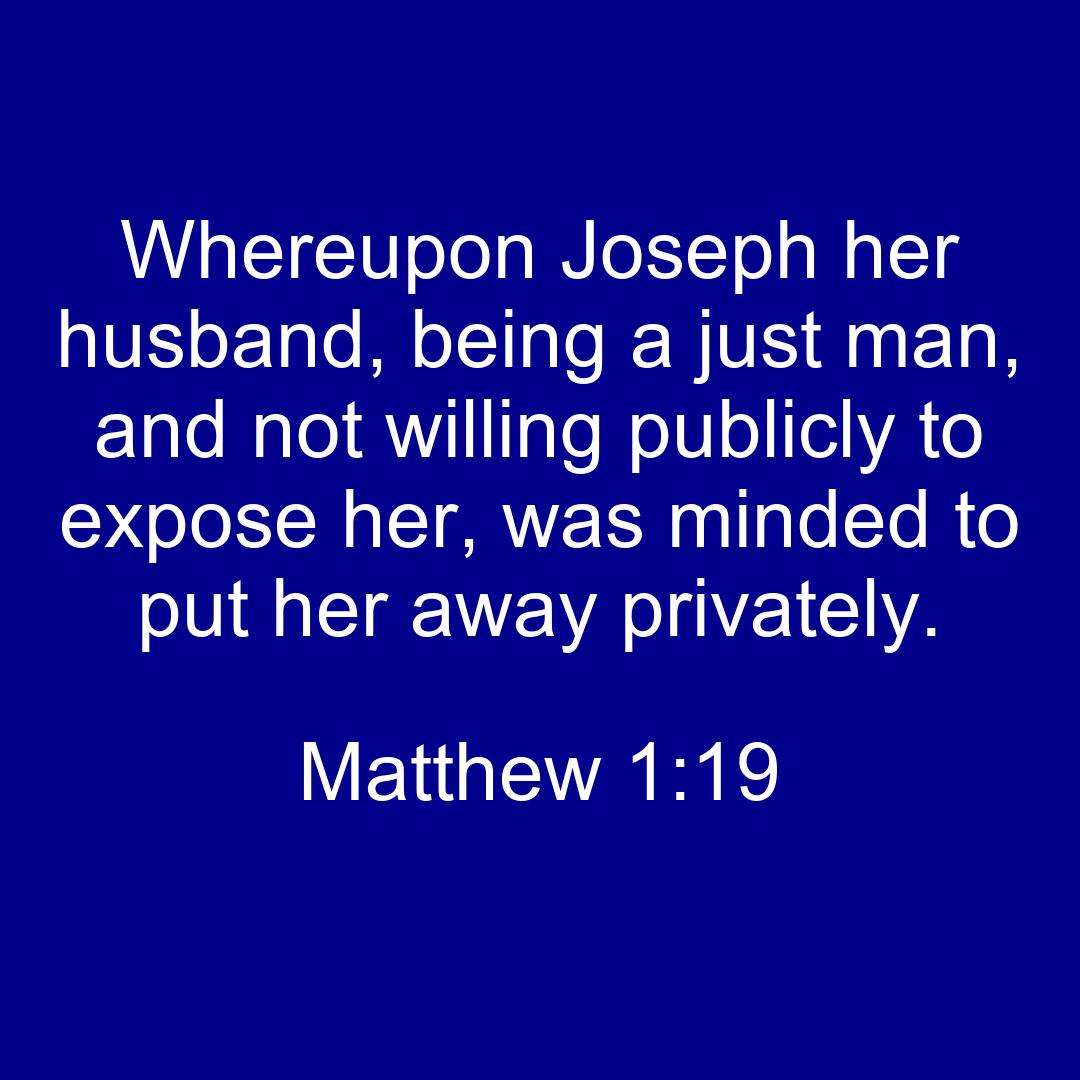 Whereupon Joseph her
husband, being a just man,
and not willing publicly to
expose her, was minded to
put her away privately.
Matthew 1:19